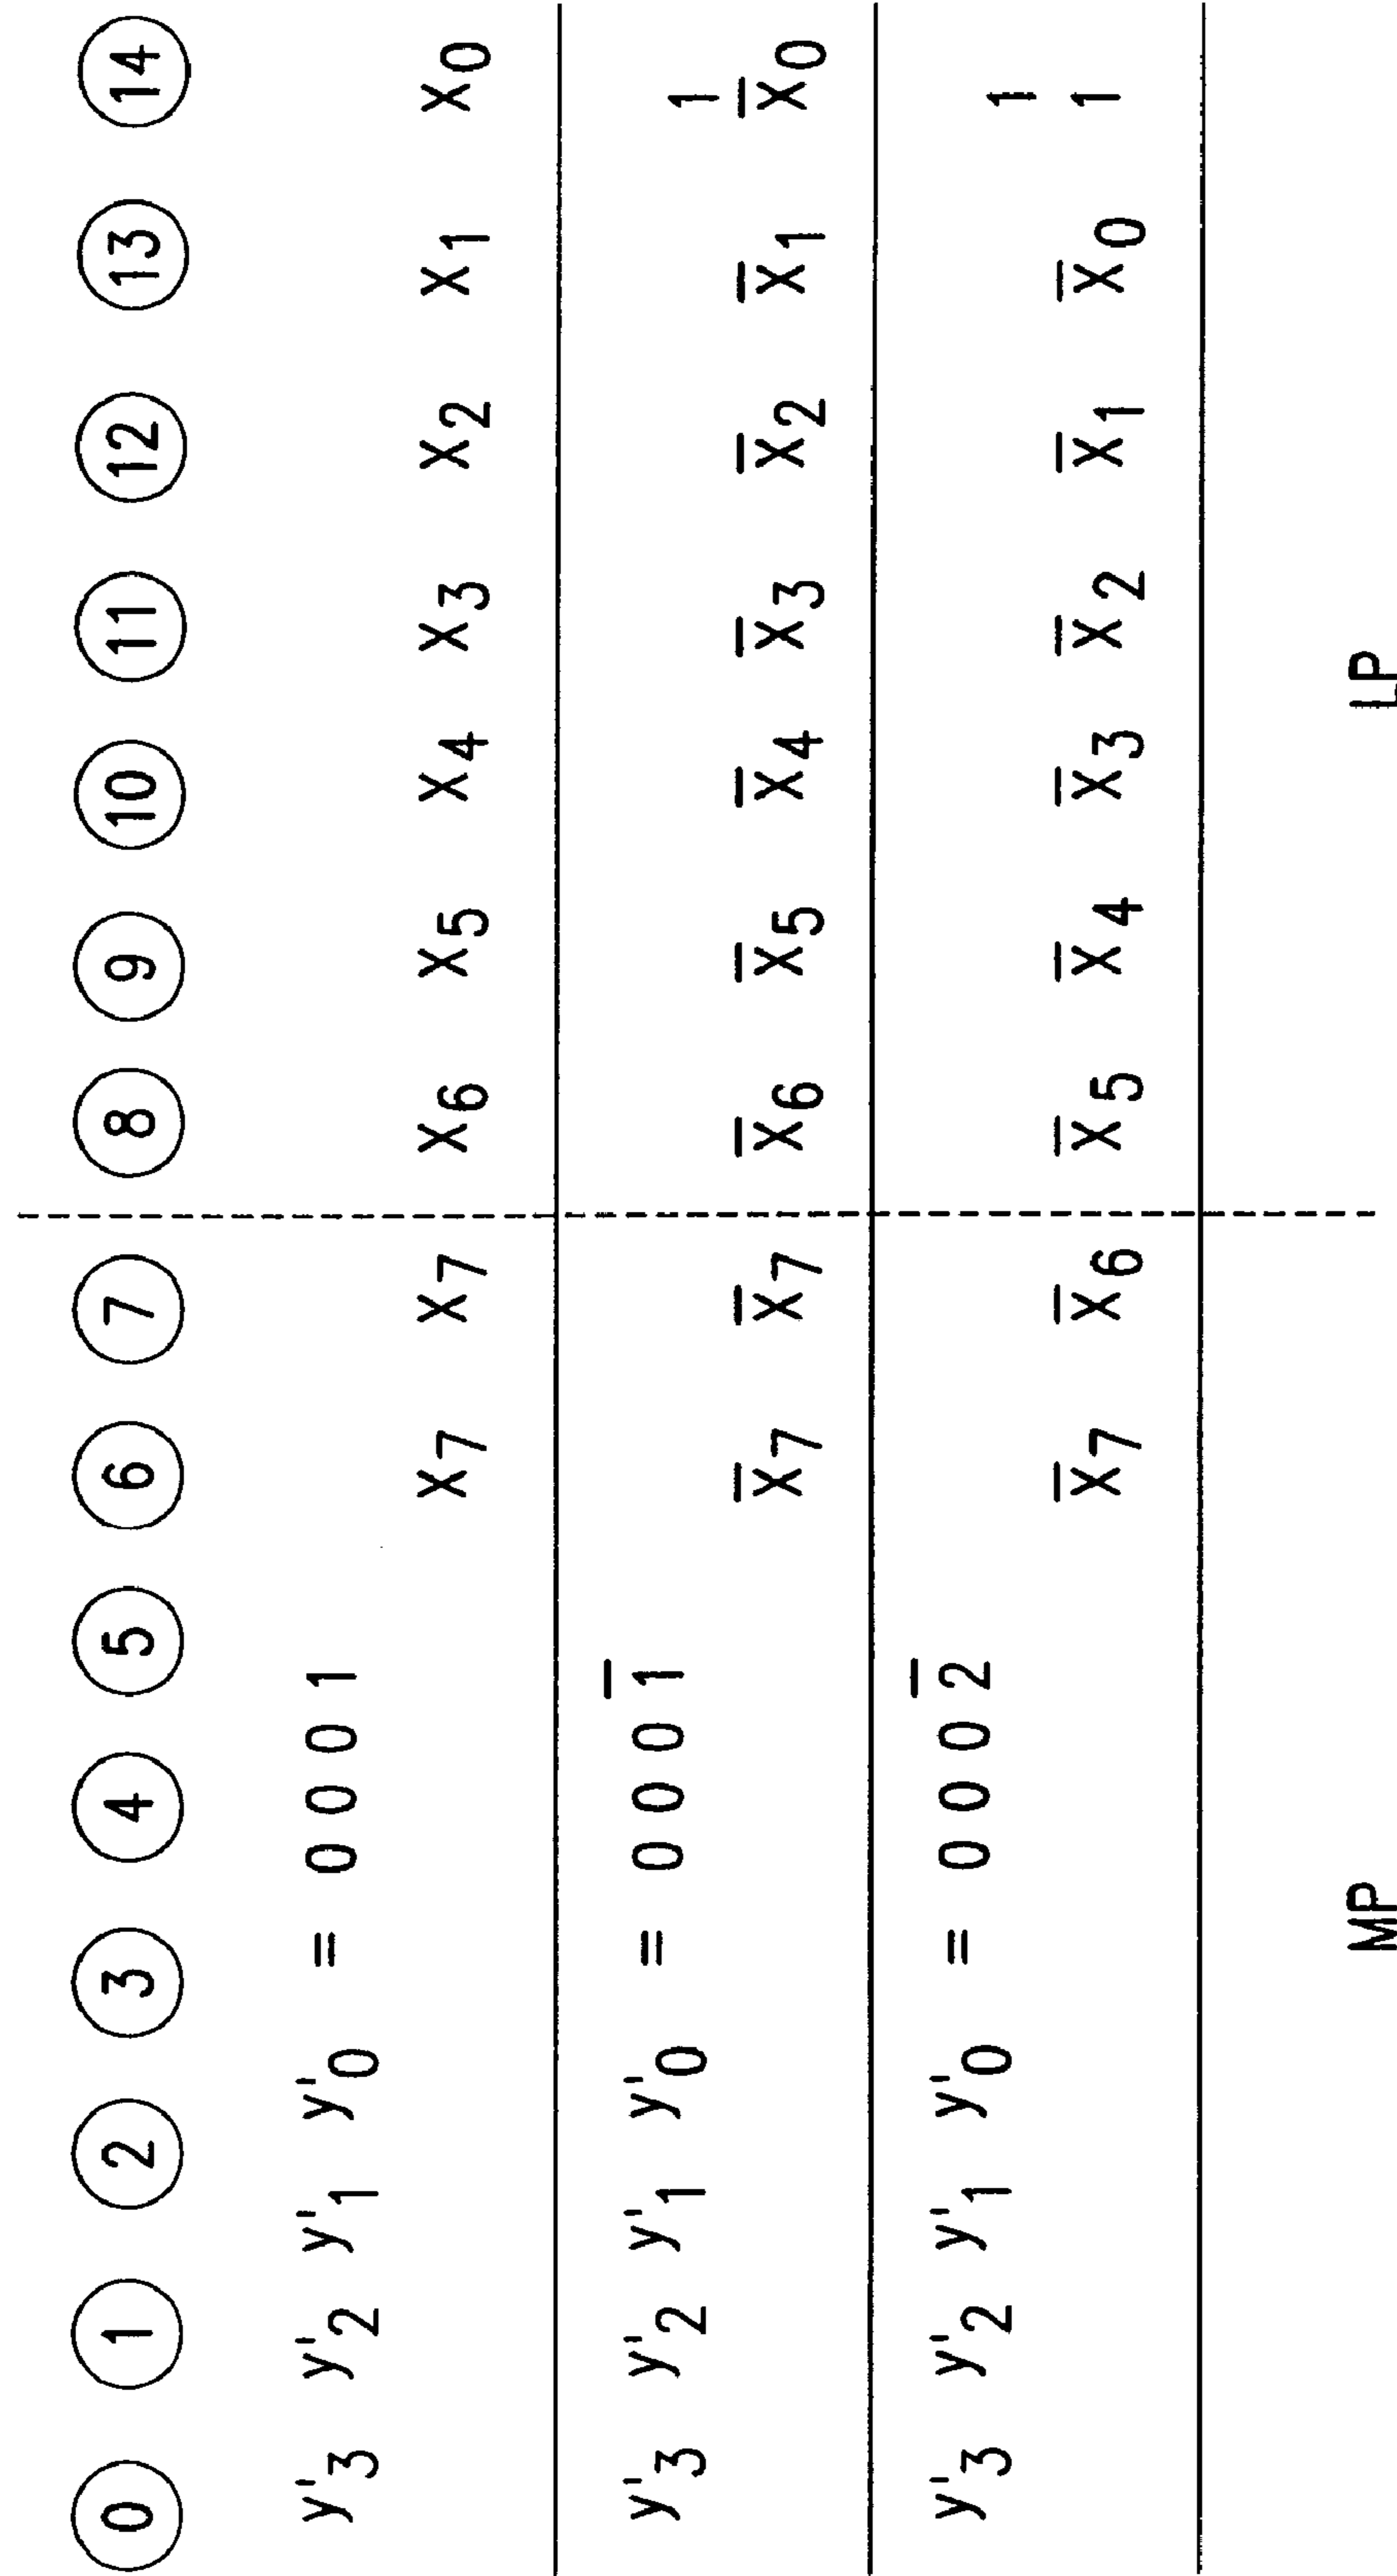 0 1 2 3 4 5 6 7 8 9 10 11 12 13 14
y'3 y'2 y'1 y'0 = 0 0 0 1
X7 X7 X6 X5 X4 X3 X2 X1 X0
y'3 y'2 y'1 y'0 = 0 0 0 1̅
1
X̅7 X̅7 X̅6 X̅5 X̅4 X̅3 X̅2 X̅1 X̅0
y'3 y'2 y'1 y'0 = 0 0 0 2̅
1
X̅7 X̅6 X̅5 X̅4 X̅3 X̅2 X̅1 X̅0 1
MP LP